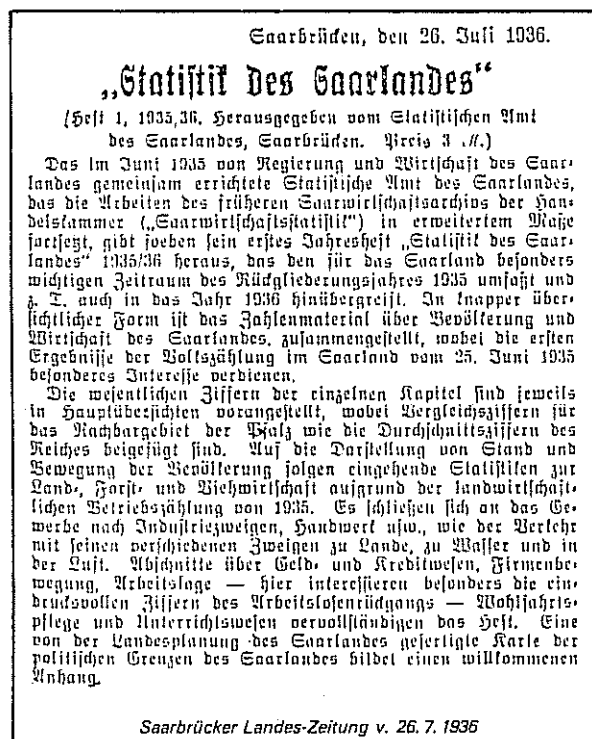 Saarbrücken, den 26. Juli 1936.
„Statistik des Saarlandes“
(Heft 1, 1935/36. Herausgegeben vom Statistischen Amt
des Saarlandes, Saarbrücken. Preis 3 M.)
Das im Juni 1935 von Regierung und Wirtschaft des Saar-
landes gemeinsam errichtete Statistische Amt des Saarlandes,
das die Arbeiten des früheren Saarwirtschaftsarchivs der Han-
delskammer („Saarwirtschaftsstatistik“) in erweitertem Maße
fortsetzt, gibt soeben sein erstes Jahresheft „Statistik des Saar-
landes“ 1935/36 heraus, das den für das Saarland besonders
wichtigen Zeitraum des Rückgliederungsjahres 1935 umfaßt und
z. T. auch in das Jahr 1936 hinübergreift. In knapper über-
sichtlicher Form ist das Zahlenmaterial über Bevölkerung und
Wirtschaft des Saarlandes. zusammengestellt, wobei die ersten
Ergebnisse der Volkszählung im Saarland vom 25. Juni 1935
besonderes Interesse verdienen.
Die wesentlichen Ziffern der einzelnen Kapitel sind jeweils
in Hauptübersichten vorangestellt, wobei Vergleichsziffern für
das Nachbargebiet der Pfalz wie die Durchschnittsziffern des
Reiches beigefügt sind. Auf die Darstellung von Stand und
Bewegung der Bevölkerung folgen eingehende Statistiken zur
Land-, Forst- und Viehwirtschaft aufgrund der landwirtschaft-
lichen Betriebszählung von 1935. Es schließen sich an das Ge-
werbe nach Industriezweigen, Handwerk usw., wie der Verkehr
mit seinen verschiedenen Zweigen zu Lande, zu Wasser und in
der Luft. Abschnitte über Geld- und Kreditwesen, Firmenbe-
wegung, Arbeitslage — hier interessieren besonders die ein-
drucksvollen Ziffern des Arbeitslosenrückgangs — Wohlfahrts-
pflege und Unterrichtswesen vervollständigen das Heft. Eine
von der Landesplanung des Saarlandes gefertigte Karte der
politischen Grenzen des Saarlandes bildet einen willkommenen
Anhang.
Saarbrücker Landes-Zeitung v. 26. 7. 1936